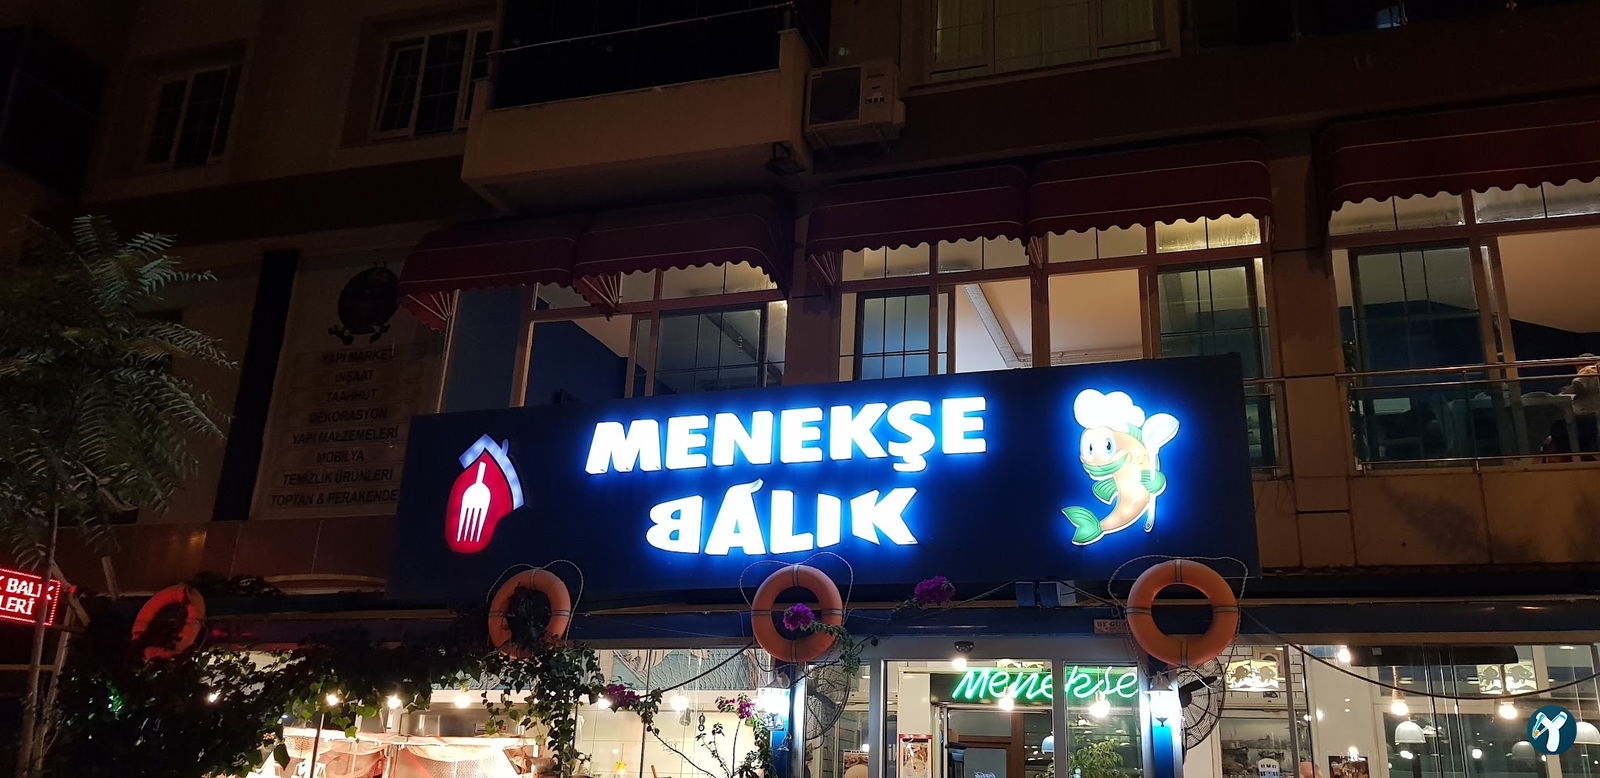 YAPI MARKET
İNŞAAT
TAAHHÜT
DEKORASYON
YAPI MALZEMELERİ
MOBİLYA
TEMİZLİK ÜRÜNLERİ
TOPTAN & PERAKENDE
MENEKŞE
BALIK
BALIK
LERİ
Menekşe